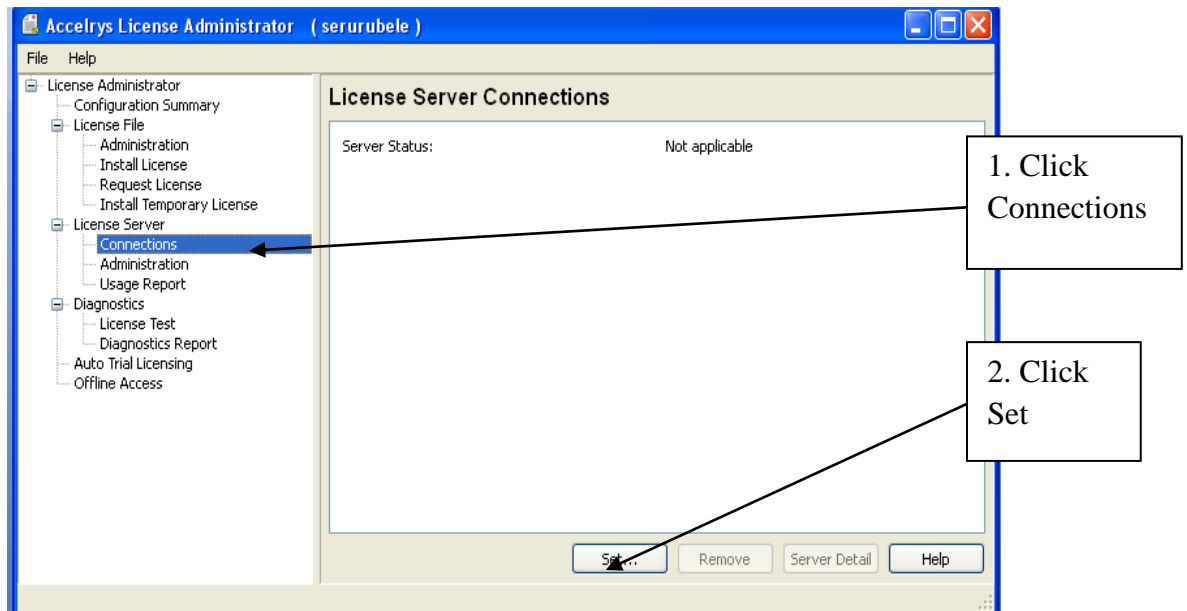 Accelrys License Administrator ( serurubele )
File Help
License Administrator
Configuration Summary
License File
Administration
Install License
Request License
Install Temporary License
License Server
Connections
Administration
Usage Report
Diagnostics
License Test
Diagnostics Report
Auto Trial Licensing
Offline Access
License Server Connections
Server Status: Not applicable
Set...
Remove
Server Detail
Help
1. Click
Connections
2. Click
Set